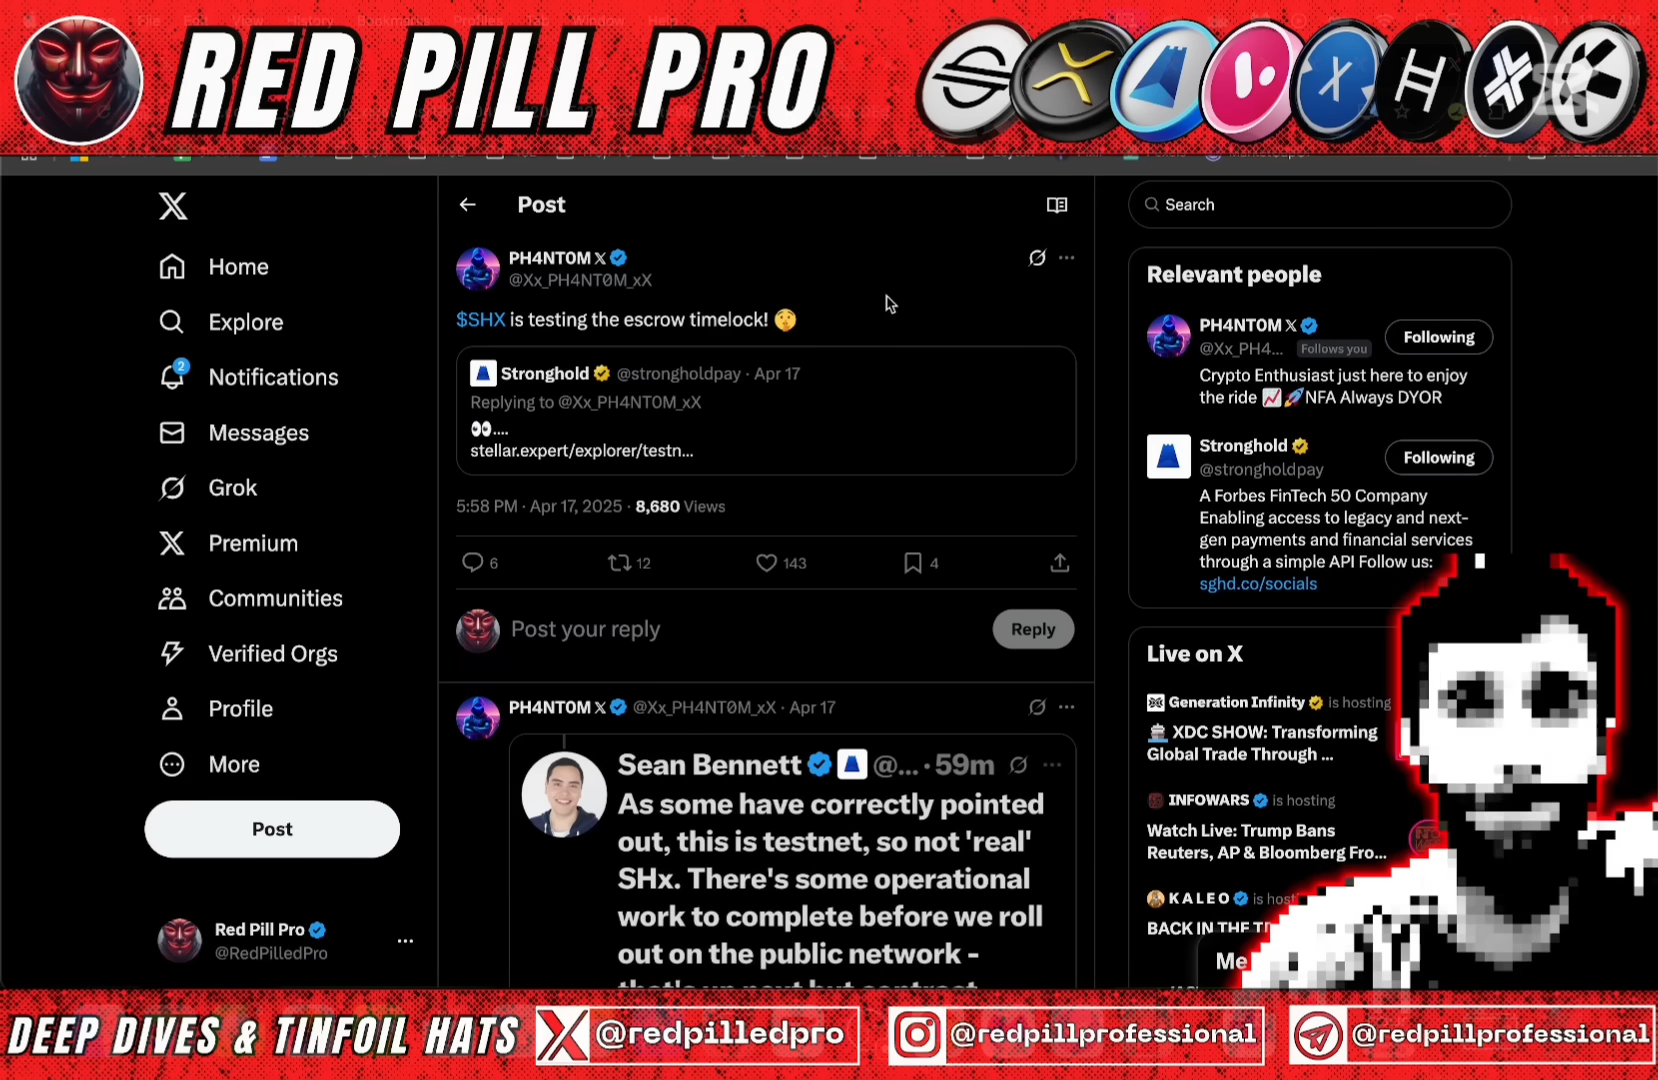 RED PILL PRO
Post
Search
Home
Explore
2
Notifications
Messages
Grok
Premium
Communities
Verified Orgs
Profile
More
Post
Red Pill Pro
@RedPilledPro
PH4NT0M X
@Xx_PH4NT0M_xX
$SHX is testing the escrow timelock! 🤫
Stronghold @strongholdpay · Apr 17
Replying to @Xx_PH4NT0M_xX
👀....
stellar.expert/explorer/testn...
5:58 PM · Apr 17, 2025 · 8,680 Views
6 12 143 4
Post your reply
Reply
PH4NT0M X @Xx_PH4NT0M_xX · Apr 17
Sean Bennett @... · 59m
As some have correctly pointed
out, this is testnet, so not 'real'
SHx. There's some operational
work to complete before we roll
out on the public network -
Relevant people
PH4NT0M X
@Xx_PH4... Follows you
Following
Crypto Enthusiast just here to enjoy
the ride 📈🚀NFA Always DYOR
Stronghold
@strongholdpay
Following
A Forbes FinTech 50 Company
Enabling access to legacy and next-
gen payments and financial services
through a simple API Follow us:
sghd.co/socials
Live on X
Generation Infinity is hosting
XDC SHOW: Transforming
Global Trade Through ...
INFOWARS is hosting
Watch Live: Trump Bans
Reuters, AP & Bloomberg Fro...
KALEO is host
BACK IN THE
Me
DEEP DIVES & TINFOIL HATS
@redpilledpro
@redpillprofessional
@redpillprofessional